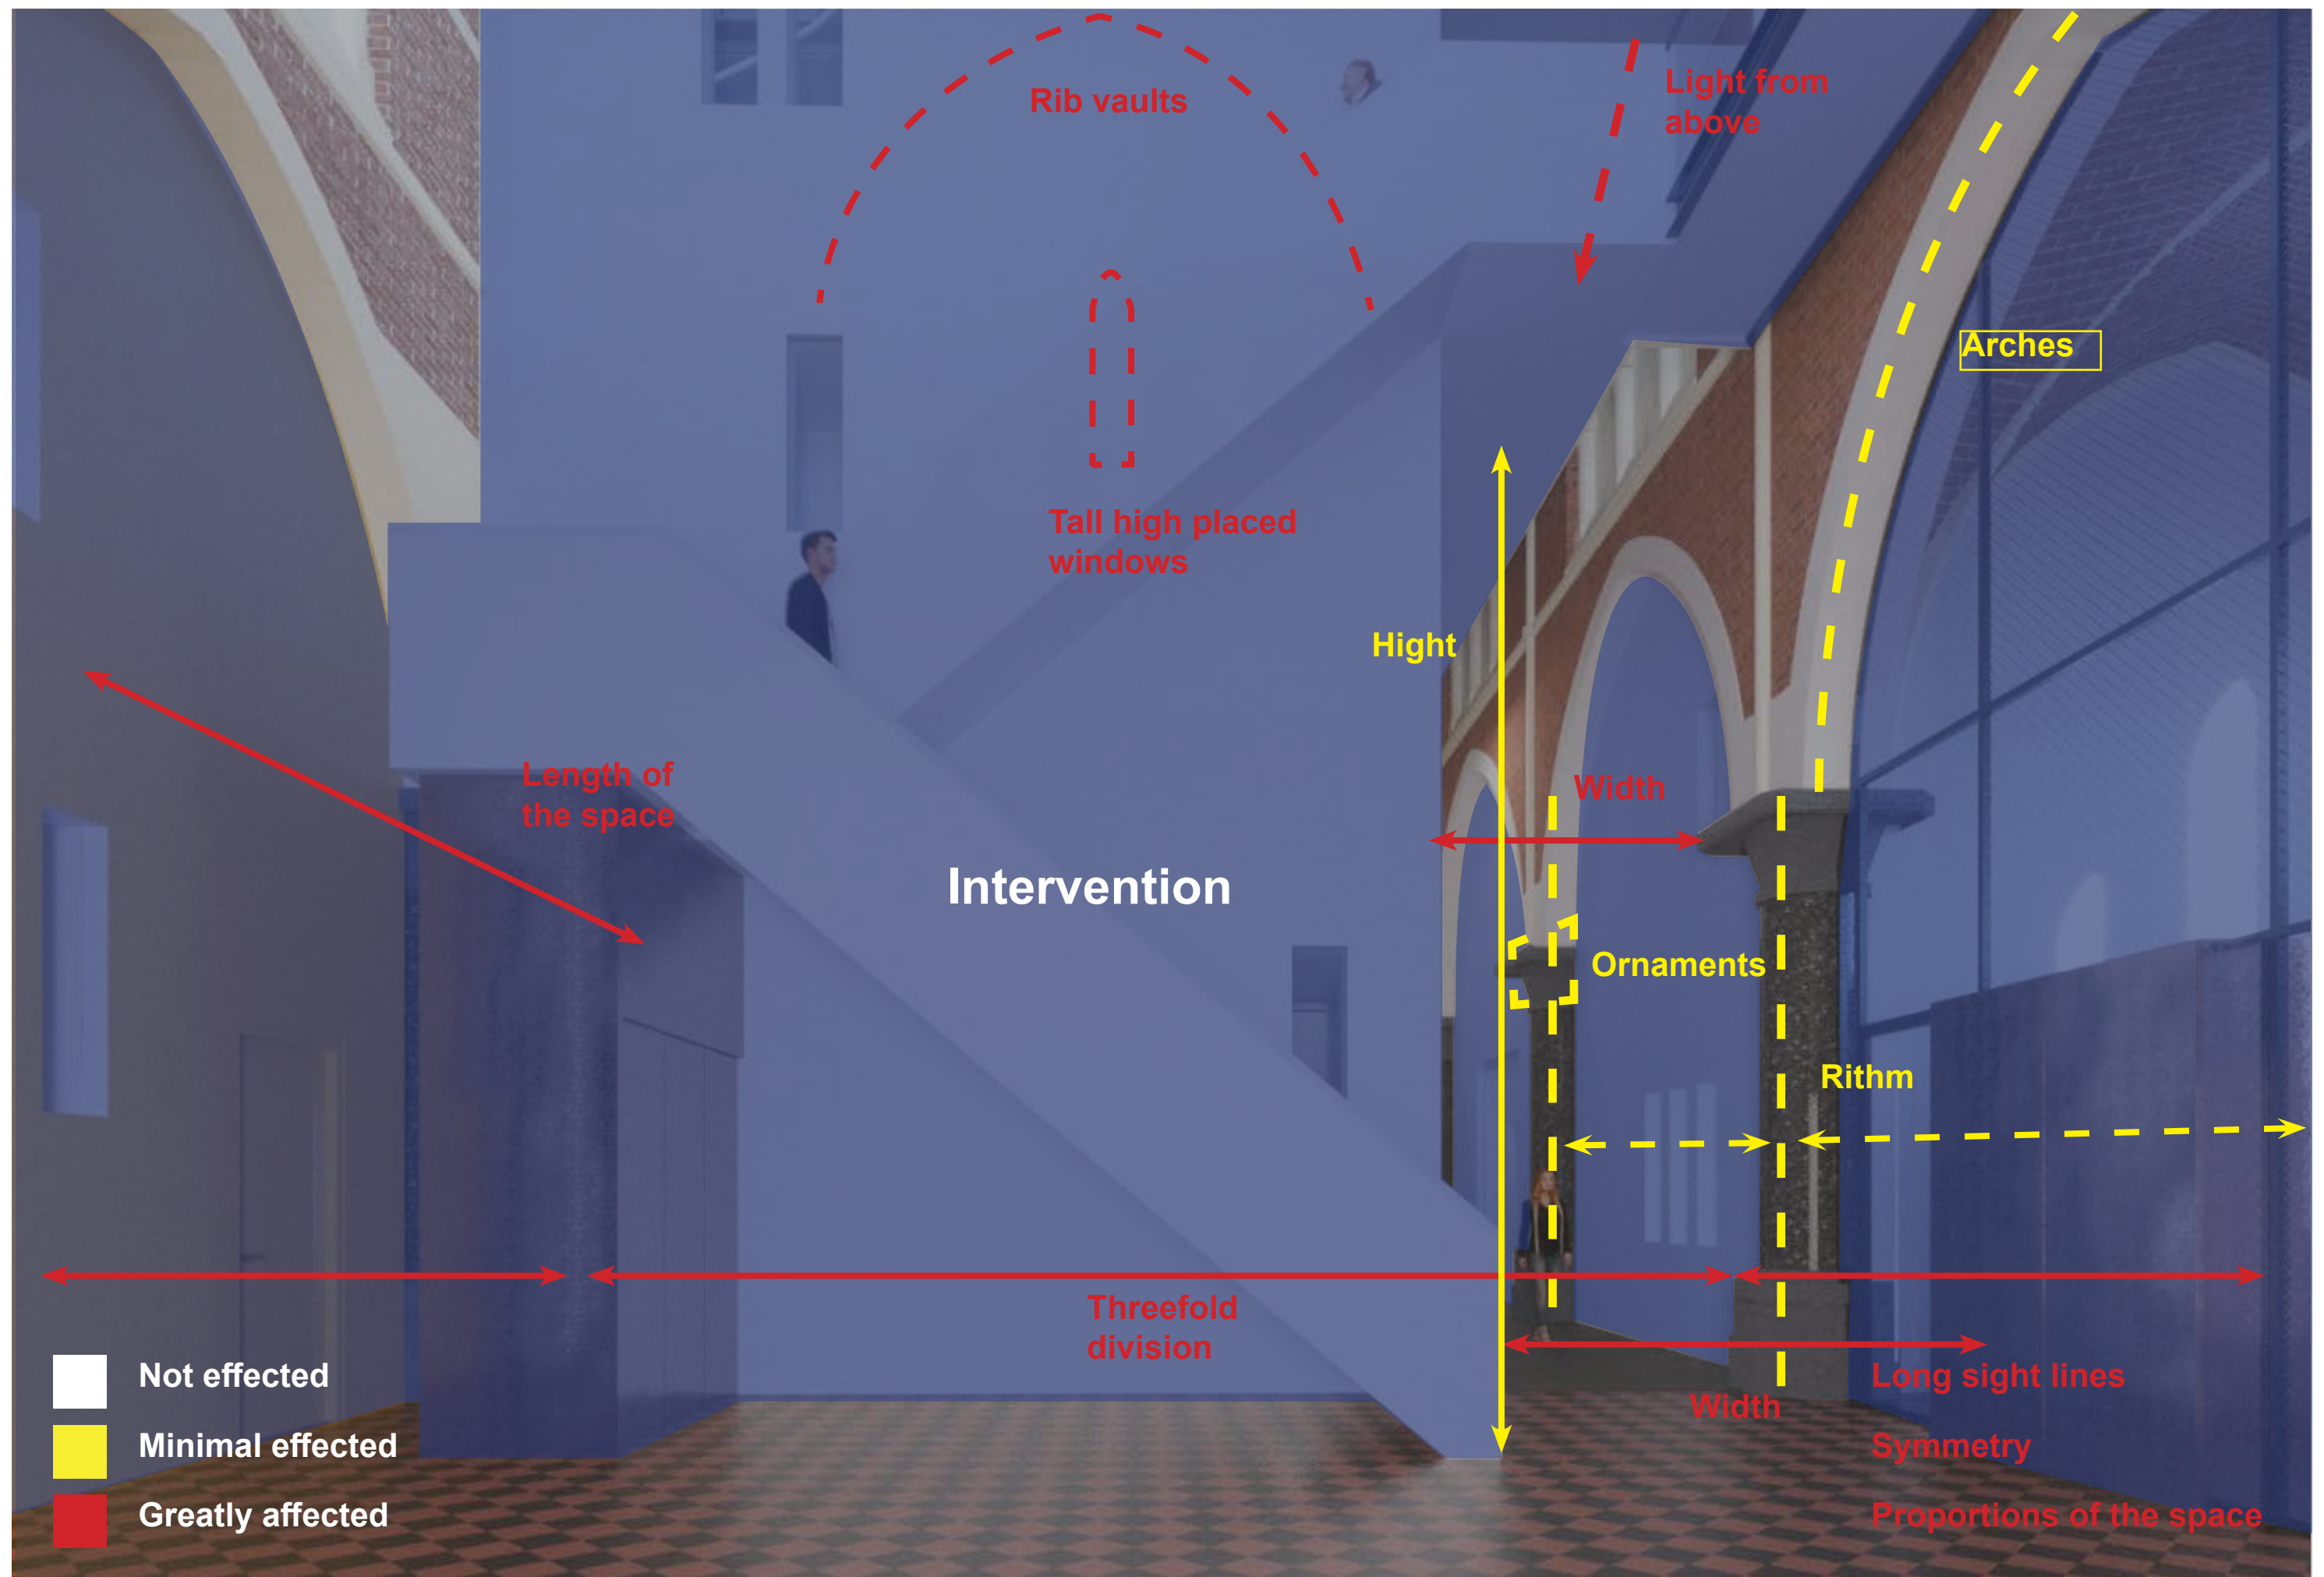 Rib vaults
Light from
above
Arches
Tall high placed
windows
Hight
Length of
the space
Width
Intervention
Ornaments
Rithm
Threefold
division
Width
Long sight lines
Symmetry
Proportions of the space
Not effected
Minimal effected
Greatly affected